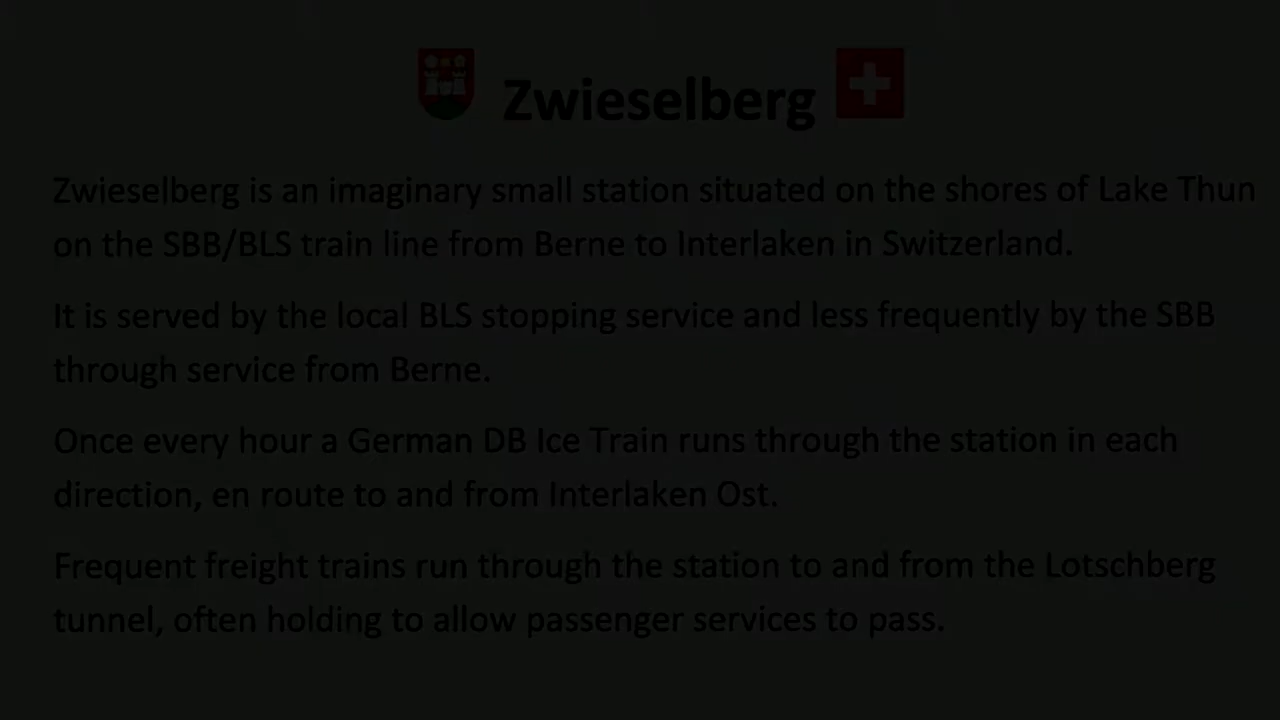 Zwieselberg
Zwieselberg is an imaginary small station situated on the shores of Lake Thun
on the SBB/BLS train line from Berne to Interlaken in Switzerland.
It is served by the local BLS stopping service and less frequently by the SBB
through service from Berne.
Once every hour a German DB Ice Train runs through the station in each
direction, en route to and from Interlaken Ost.
Frequent freight trains run through the station to and from the Lotschberg
tunnel, often holding to allow passenger services to pass.